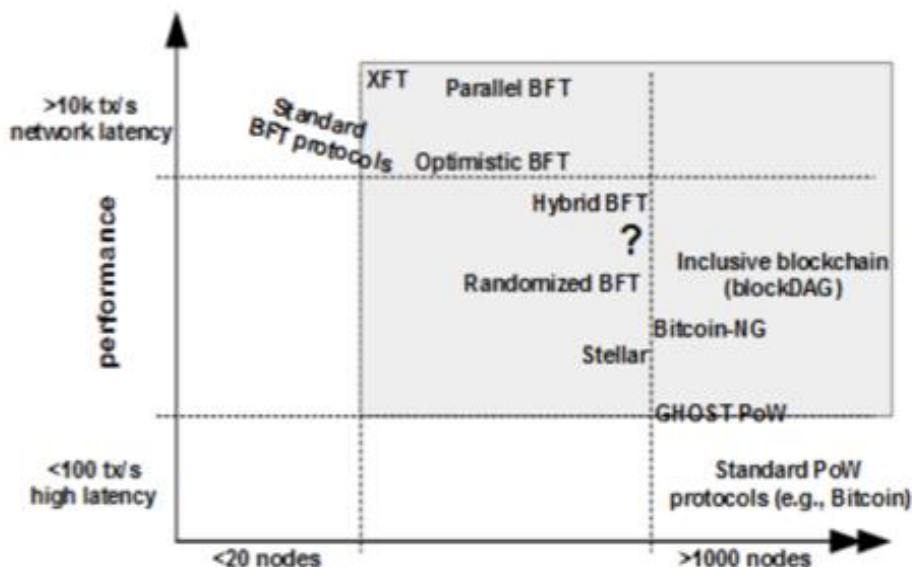 XFT
Parallel BFT
>10k tx/s
network latency
Standard
BFT protocols
Optimistic BFT
Hybrid BFT
?
performance
Inclusive blockchain
(blockDAG)
Randomized BFT
Bitcoin-NG
Stellar
GHOST PoW
<100 tx/s
high latency
Standard PoW
protocols (e.g., Bitcoin)
<20 nodes
>1000 nodes